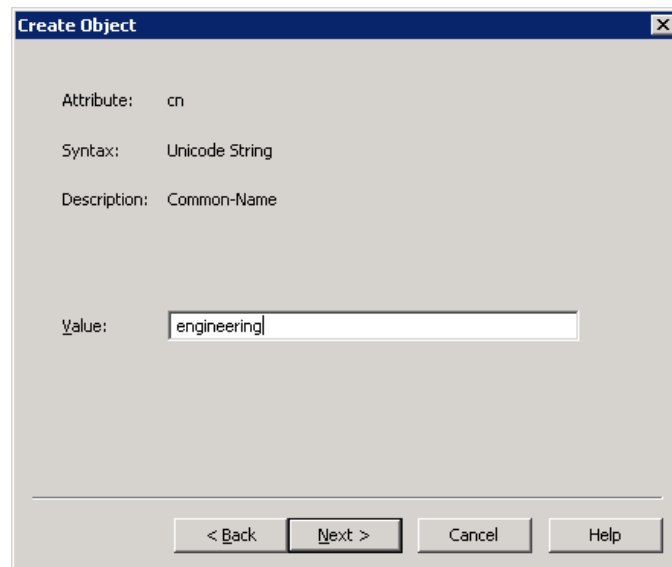 Create Object
Attribute: cn
Syntax: Unicode String
Description: Common-Name
Value: engineering
< Back Next > Cancel Help